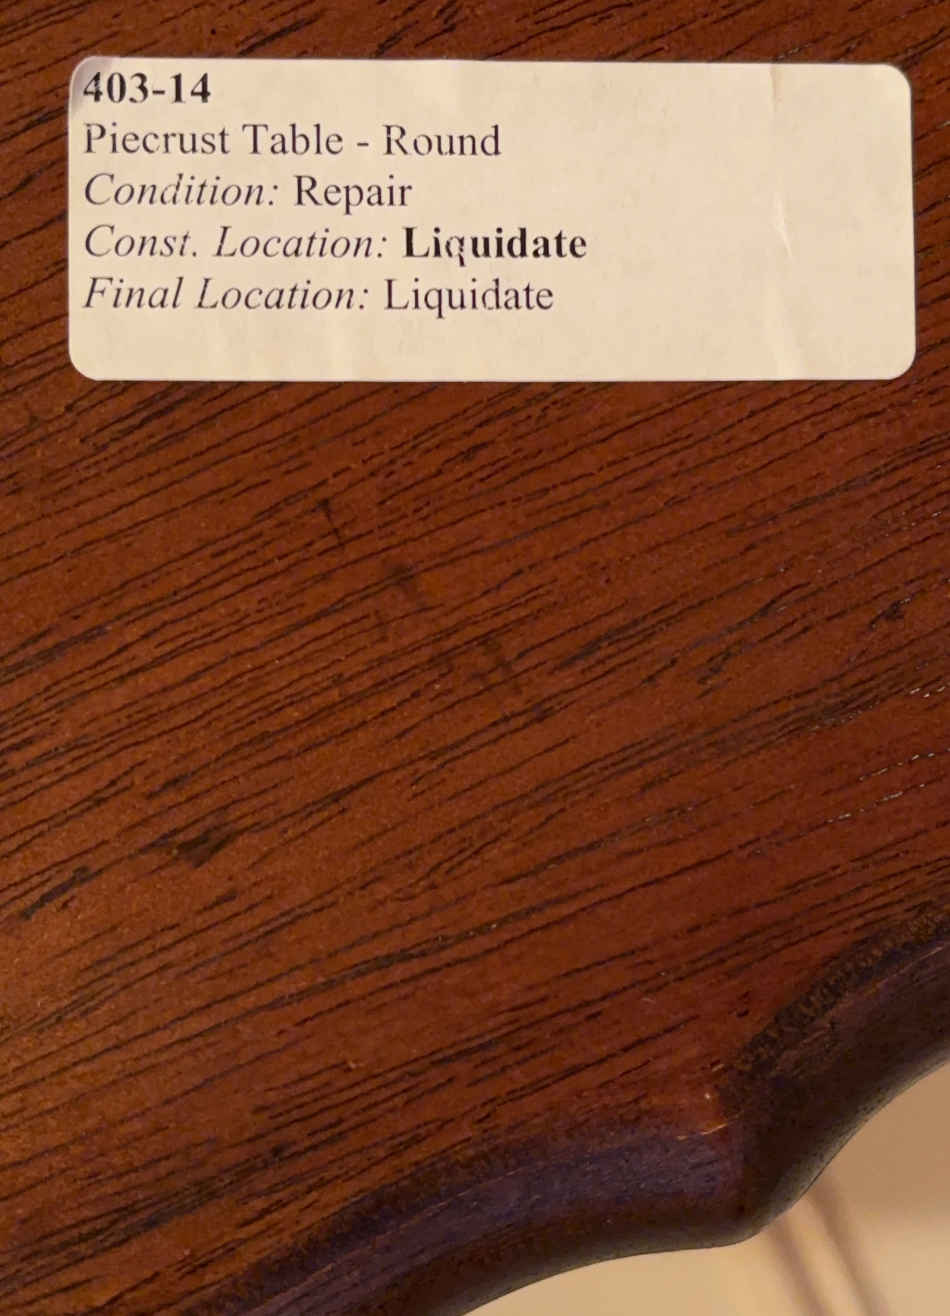 403-14
Piecrust Table - Round
Condition: Repair
Const. Location: Liquidate
Final Location: Liquidate